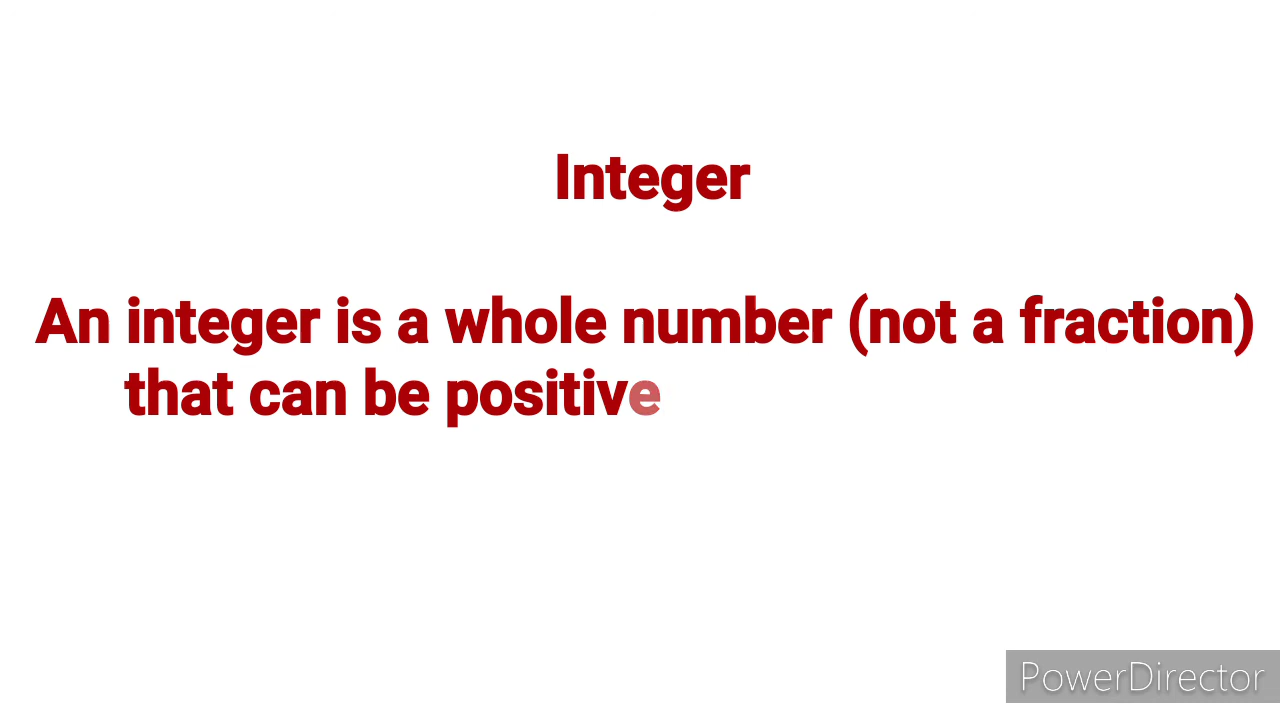 Integer
An integer is a whole number (not a fraction)
that can be positive
PowerDirector